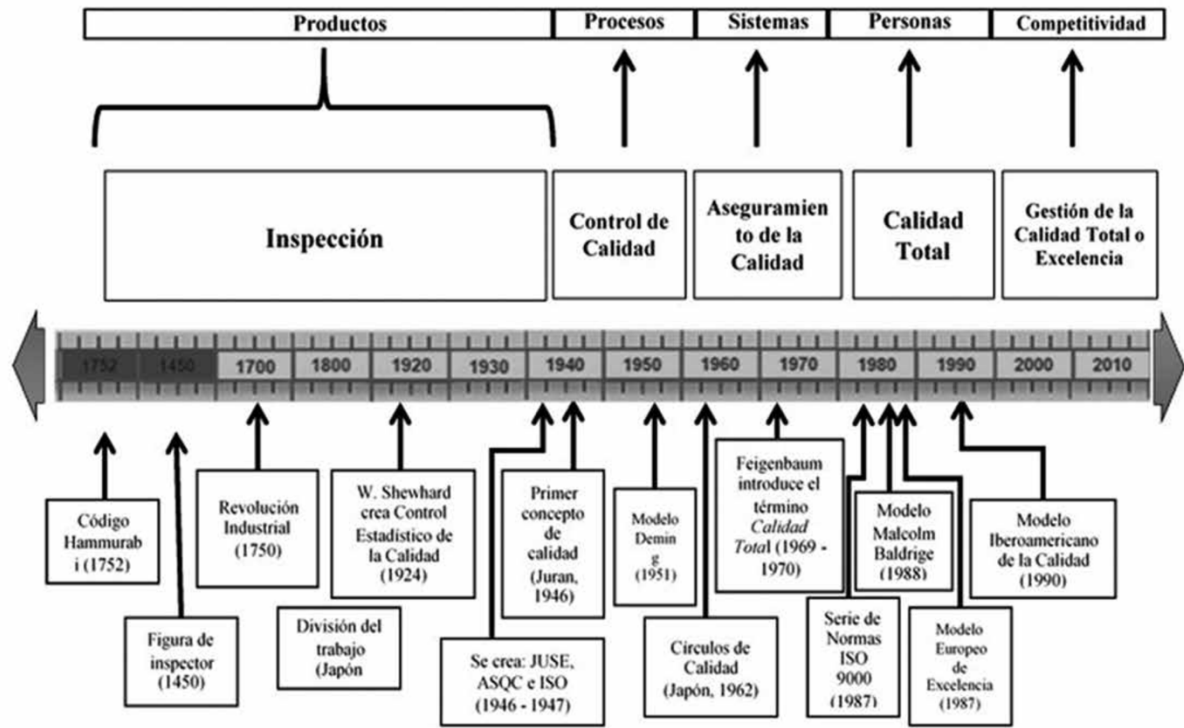 Productos
Procesos
Sistemas
Personas
Competitividad
Inspección
Control de
Calidad
Aseguramien
to de la
Calidad
Calidad
Total
Gestión de la
Calidad Total o
Excelencia
1752
1450
1700
1800
1920
1930
1940
1950
1960
1970
1980
1990
2000
2010
Código
Hammurab
i (1752)
Figura de
inspector
(1450)
Revolución
Industrial
(1750)
División del
trabajo
(Japón
W. Shewhard
crea Control
Estadístico de
la Calidad
(1924)
Se crea: JUSE,
ASQC e ISO
(1946 - 1947)
Primer
concepto
de
calidad
(Juran,
1946)
Modelo
Demin
g
(1951)
Círculos de
Calidad
(Japón, 1962)
Feigenbaum
introduce el
término
Calidad
Total (1969 -
1970)
Serie de
Normas
ISO
9000
(1987)
Modelo
Malcolm
Baldrige
(1988)
Modelo
Europeo
de
Excelencia
(1987)
Modelo
Iberoamericano
de la Calidad
(1990)